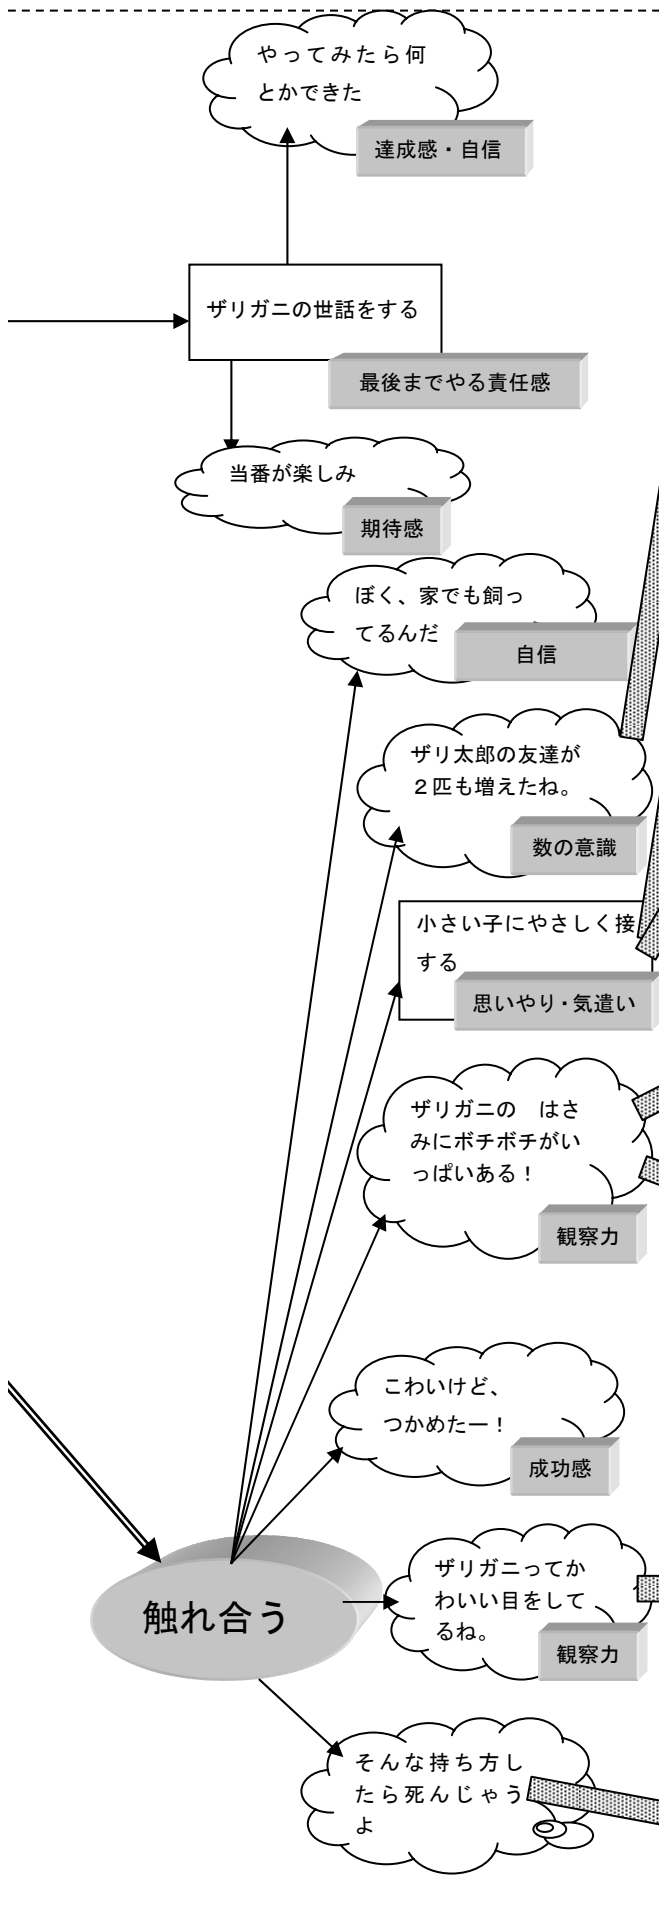 やってみたら何
とかできた
達成感・自信
ザリガニの世話をする
最後までやる責任感
当番が楽しみ
期待感
ぼく、家でも飼っ
てるんだ
自信
ザリ太郎の友達が
２匹も増えたね。
数の意識
小さい子にやさしく接
する
思いやり・気遣い
ザリガニの　はさ
みにボチボチがい
っぱいある！
観察力
こわいけど、
つかめたー！
成功感
触れ合う
ザリガニってか
わいい目をして
るね。
観察力
そんな持ち方し
たら死んじゃう
よ